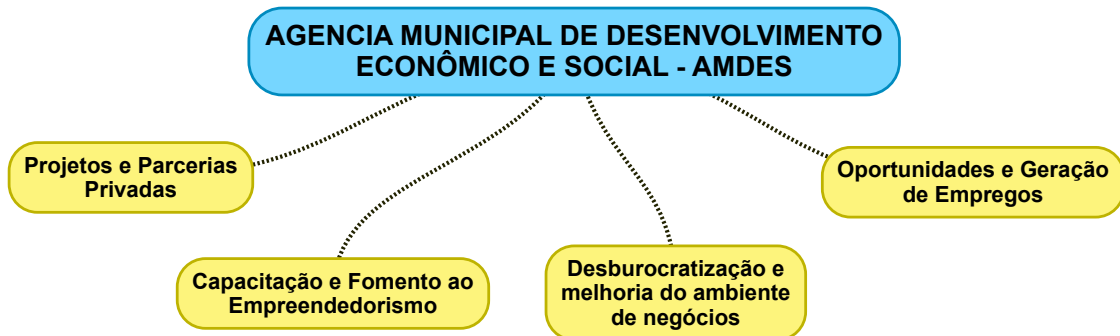 AGENCIA MUNICIPAL DE DESENVOLVIMENTO
ECONÔMICO E SOCIAL - AMDES
Projetos e Parcerias
Privadas
Oportunidades e Geração
de Empregos
Capacitação e Fomento ao
Empreendedorismo
Desburocratização e
melhoria do ambiente
de negócios